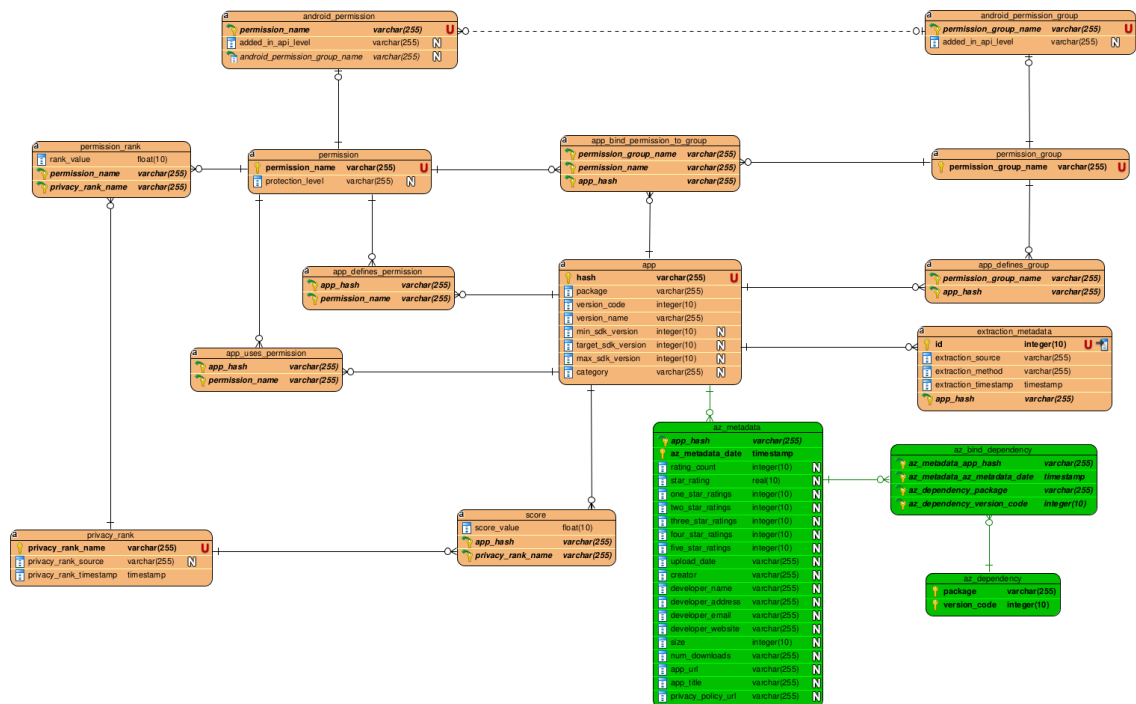 android_permission
permission_name varchar(255) U
added_in_api_level varchar(255) N
android_permission_group_name varchar(255) N
android_permission_group
permission_group_name varchar(255) U
added_in_api_level varchar(255) N
permission_rank
rank_value float(10)
permission_name varchar(255)
privacy_rank_name varchar(255)
permission
permission_name varchar(255) U
protection_level varchar(255) N
app_bind_permission_to_group
permission_group_name varchar(255)
permission_name varchar(255)
app_hash varchar(255)
permission_group
permission_group_name varchar(255) U
app_defines_permission
app_hash varchar(255)
permission_name varchar(255)
app
hash varchar(255) U
package varchar(255)
version_code integer(10)
version_name varchar(255)
min_sdk_version integer(10) N
target_sdk_version integer(10) N
max_sdk_version integer(10) N
category varchar(255) N
app_defines_group
permission_group_name varchar(255)
app_hash varchar(255)
app_uses_permission
app_hash varchar(255)
permission_name varchar(255)
extraction_metadata
id integer(10) U
extraction_source varchar(255)
extraction_method varchar(255)
extraction_timestamp timestamp
app_hash varchar(255)
az_metadata
app_hash varchar(255)
az_metadata_date timestamp
rating_count integer(10) N
star_rating real(10) N
one_star_ratings integer(10) N
two_star_ratings integer(10) N
three_star_ratings integer(10) N
four_star_ratings integer(10) N
five_star_ratings integer(10) N
upload_date varchar(255) N
creator varchar(255) N
developer_name varchar(255) N
developer_address varchar(255) N
developer_email varchar(255) N
developer_website varchar(255) N
size integer(10) N
num_downloads varchar(255) N
app_url varchar(255) N
app_title varchar(255) N
privacy_policy_url varchar(255) N
az_bind_dependency
az_metadata_app_hash varchar(255)
az_metadata_az_metadata_date timestamp
az_dependency_package varchar(255)
az_dependency_version_code integer(10)
az_dependency
package varchar(255)
version_code integer(10)
score
score_value float(10)
app_hash varchar(255)
privacy_rank_name varchar(255)
privacy_rank
privacy_rank_name varchar(255) U
privacy_rank_source varchar(255) N
privacy_rank_timestamp timestamp